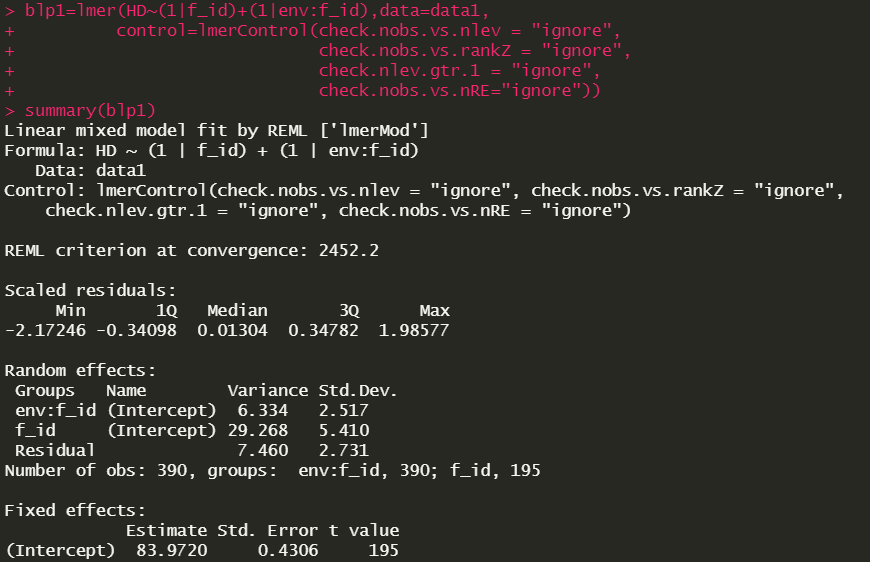 > blp1=lmer(HD~(1|f_id)+(1|env:f_id),data=data1,
+           control=lmerControl(check.nobs.vs.nlev = "ignore",
+                               check.nobs.vs.rankZ = "ignore",
+                               check.nlev.gtr.1 = "ignore",
+                               check.nobs.vs.nRE="ignore"))
> summary(blp1)
Linear mixed model fit by REML ['lmerMod']
Formula: HD ~ (1 | f_id) + (1 | env:f_id)
   Data: data1
Control: lmerControl(check.nobs.vs.nlev = "ignore", check.nobs.vs.rankZ = "ignore",
    check.nlev.gtr.1 = "ignore", check.nobs.vs.nRE = "ignore")
REML criterion at convergence: 2452.2
Scaled residuals:
     Min       1Q   Median       3Q      Max
-2.17246 -0.34098  0.01304  0.34782  1.98577
Random effects:
 Groups   Name        Variance Std.Dev.
 env:f_id (Intercept)  6.334   2.517
 f_id     (Intercept) 29.268   5.410
 Residual              7.460   2.731
Number of obs: 390, groups:  env:f_id, 390; f_id, 195
Fixed effects:
            Estimate Std. Error t value
(Intercept)  83.9720     0.4306     195